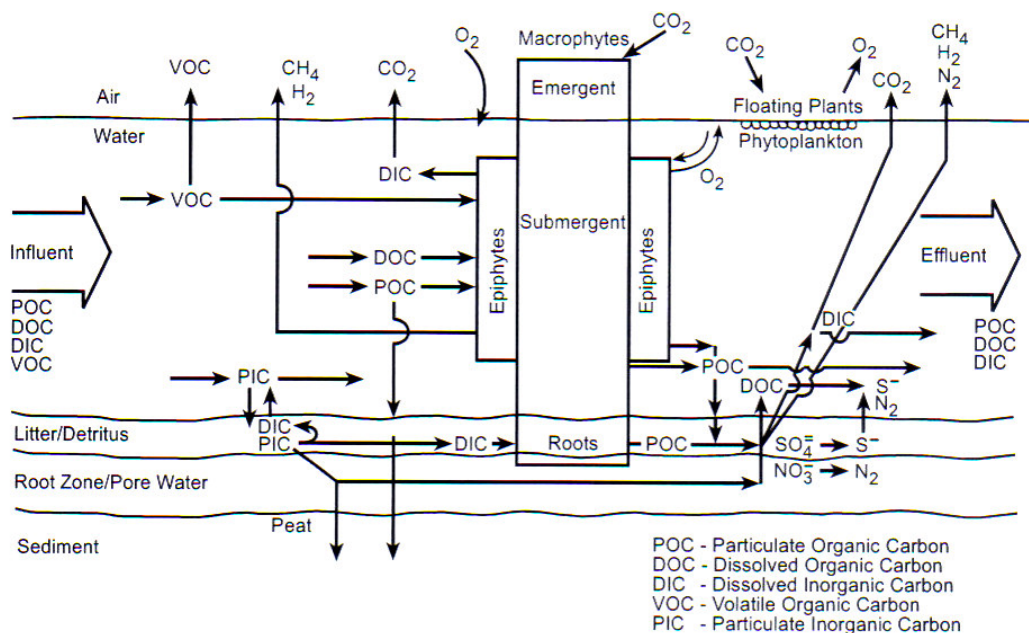 VOC
CH4
H2
CO2
O2
Macrophytes
CO2
CO2
O2
CO2
CH4
H2
N2
Air
Water
Emergent
Floating Plants
Phytoplankton
DIC
O2
VOC
Submergent
Epiphytes
Epiphytes
Influent
DOC
POC
Effluent
POC
DOC
DIC
VOC
DIC
POC
DOC
DIC
PIC
POC
DOC
S⁻
N2
Litter/Detritus
DIC
PIC
DIC
Roots
POC
SO4⁼
S⁻
Root Zone/Pore Water
NO3⁻
N2
Peat
Sediment
POC - Particulate Organic Carbon
DOC - Dissolved Organic Carbon
DIC - Dissolved Inorganic Carbon
VOC - Volatile Organic Carbon
PIC - Particulate Inorganic Carbon